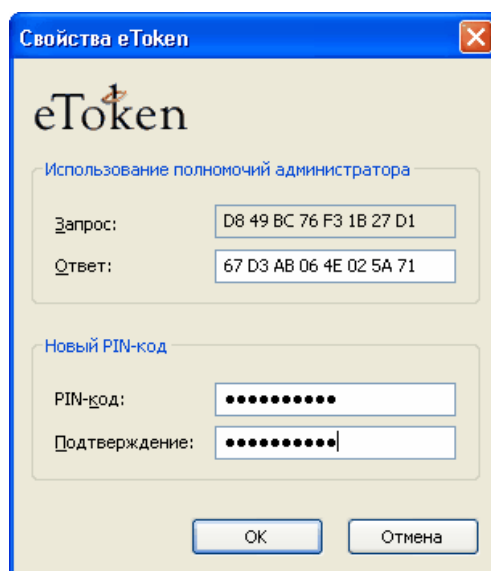 Свойства eToken
eToken
Использование полномочий администратора
Запрос: D8 49 BC 76 F3 1B 27 D1
Ответ: 67 D3 AB 06 4E 02 5A 71
Новый PIN-код
PIN-код: ●●●●●●●●●●
Подтверждение: ●●●●●●●●●●
OK Отмена